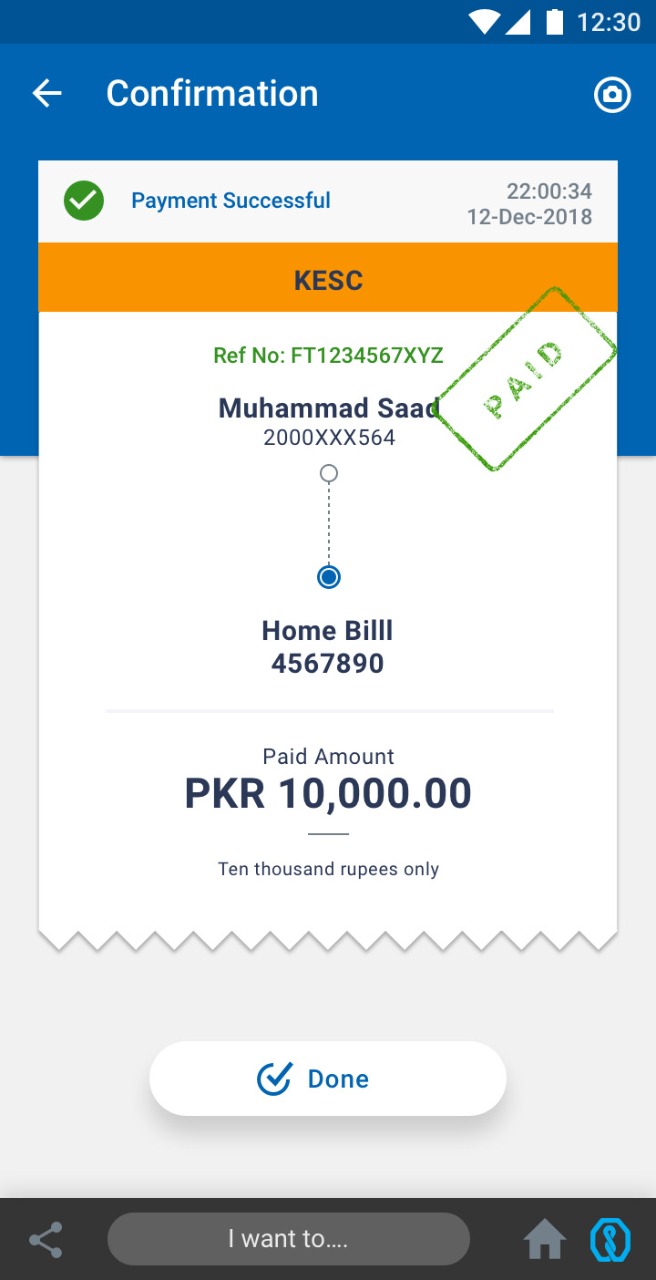 12:30
Confirmation
Payment Successful
22:00:34
12-Dec-2018
KESC
Ref No: FT1234567XYZ
PAID
Muhammad Saad
2000XXX564
Home Billl
4567890
Paid Amount
PKR 10,000.00
Ten thousand rupees only
Done
I want to....